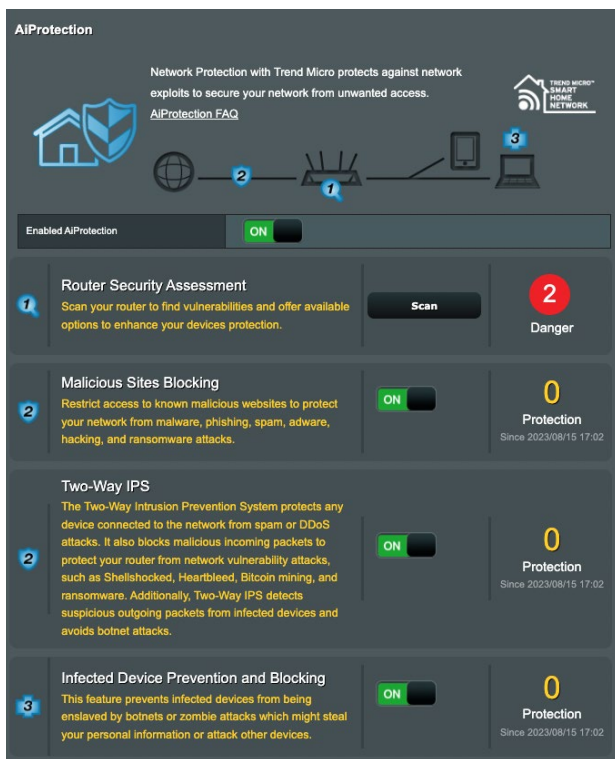 AiProtection
Network Protection with Trend Micro protects against network
exploits to secure your network from unwanted access.
AiProtection FAQ
TREND MICRO™
SMART
HOME
NETWORK
3
2
1
Enabled AiProtection
ON
1
Router Security Assessment
Scan your router to find vulnerabilities and offer available
options to enhance your devices protection.
Scan
2
Danger
2
Malicious Sites Blocking
Restrict access to known malicious websites to protect
your network from malware, phishing, spam, adware,
hacking, and ransomware attacks.
ON
0
Protection
Since 2023/08/15 17:02
2
Two-Way IPS
The Two-Way Intrusion Prevention System protects any
device connected to the network from spam or DDoS
attacks. It also blocks malicious incoming packets to
protect your router from network vulnerability attacks,
such as Shellshocked, Heartbleed, Bitcoin mining, and
ransomware. Additionally, Two-Way IPS detects
suspicious outgoing packets from infected devices and
avoids botnet attacks.
ON
0
Protection
Since 2023/08/15 17:02
3
Infected Device Prevention and Blocking
This feature prevents infected devices from being
enslaved by botnets or zombie attacks which might steal
your personal information or attack other devices.
ON
0
Protection
Since 2023/08/15 17:02